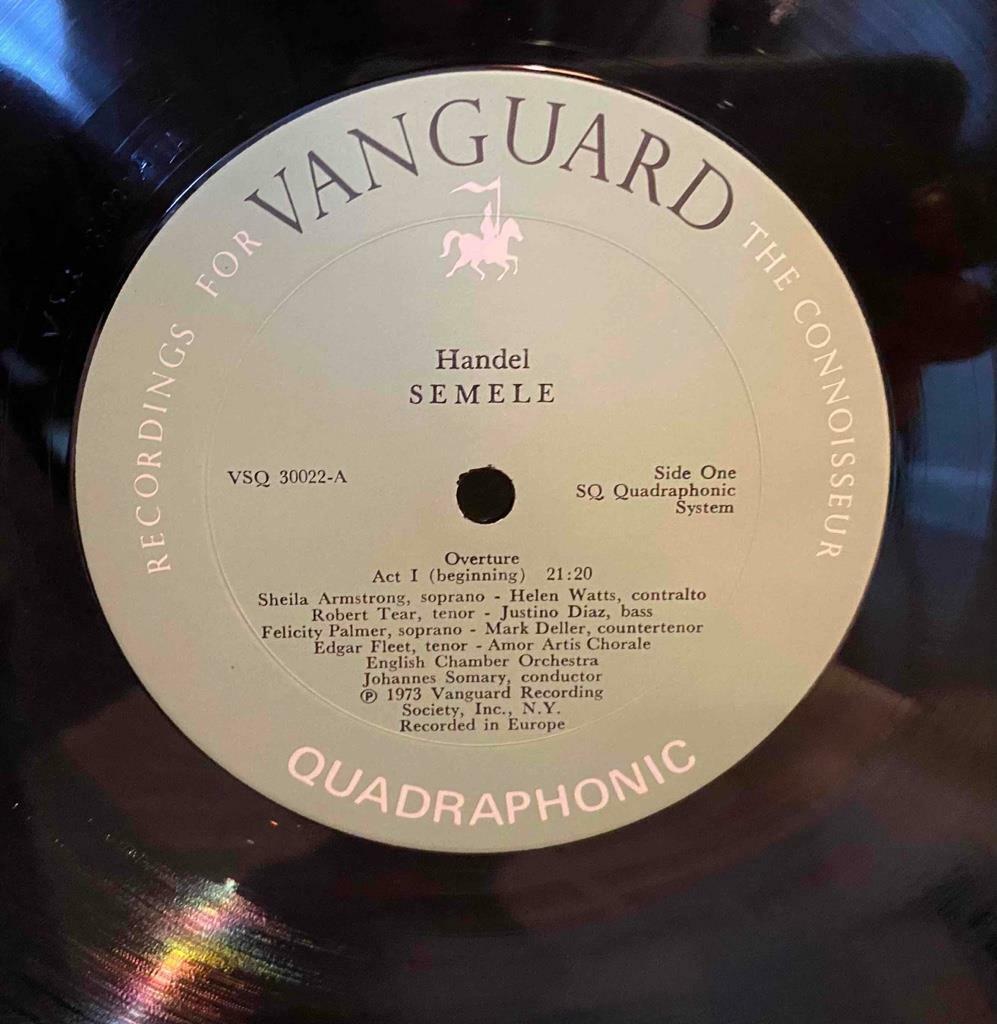 RECORDINGS FOR VANGUARD THE CONNOISSEUR
Handel
SEMELE
VSQ 30022-A
Side One
SQ Quadraphonic
System
Overture
Act I (beginning) 21:20
Sheila Armstrong, soprano - Helen Watts, contralto
Robert Tear, tenor - Justino Diaz, bass
Felicity Palmer, soprano - Mark Deller, countertenor
Edgar Fleet, tenor - Amor Artis Chorale
English Chamber Orchestra
Johannes Somary, conductor
℗ 1973 Vanguard Recording
Society, Inc., N.Y.
Recorded in Europe
QUADRAPHONIC